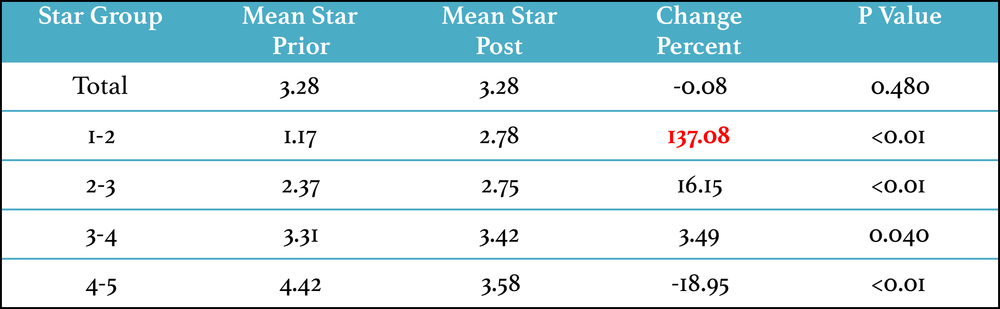 Star Group Mean Star Prior Mean Star Post Change Percent P Value
Total 3.28 3.28 -0.08 0.480
1-2 1.17 2.78 137.08 <0.01
2-3 2.37 2.75 16.15 <0.01
3-4 3.31 3.42 3.49 0.040
4-5 4.42 3.58 -18.95 <0.01